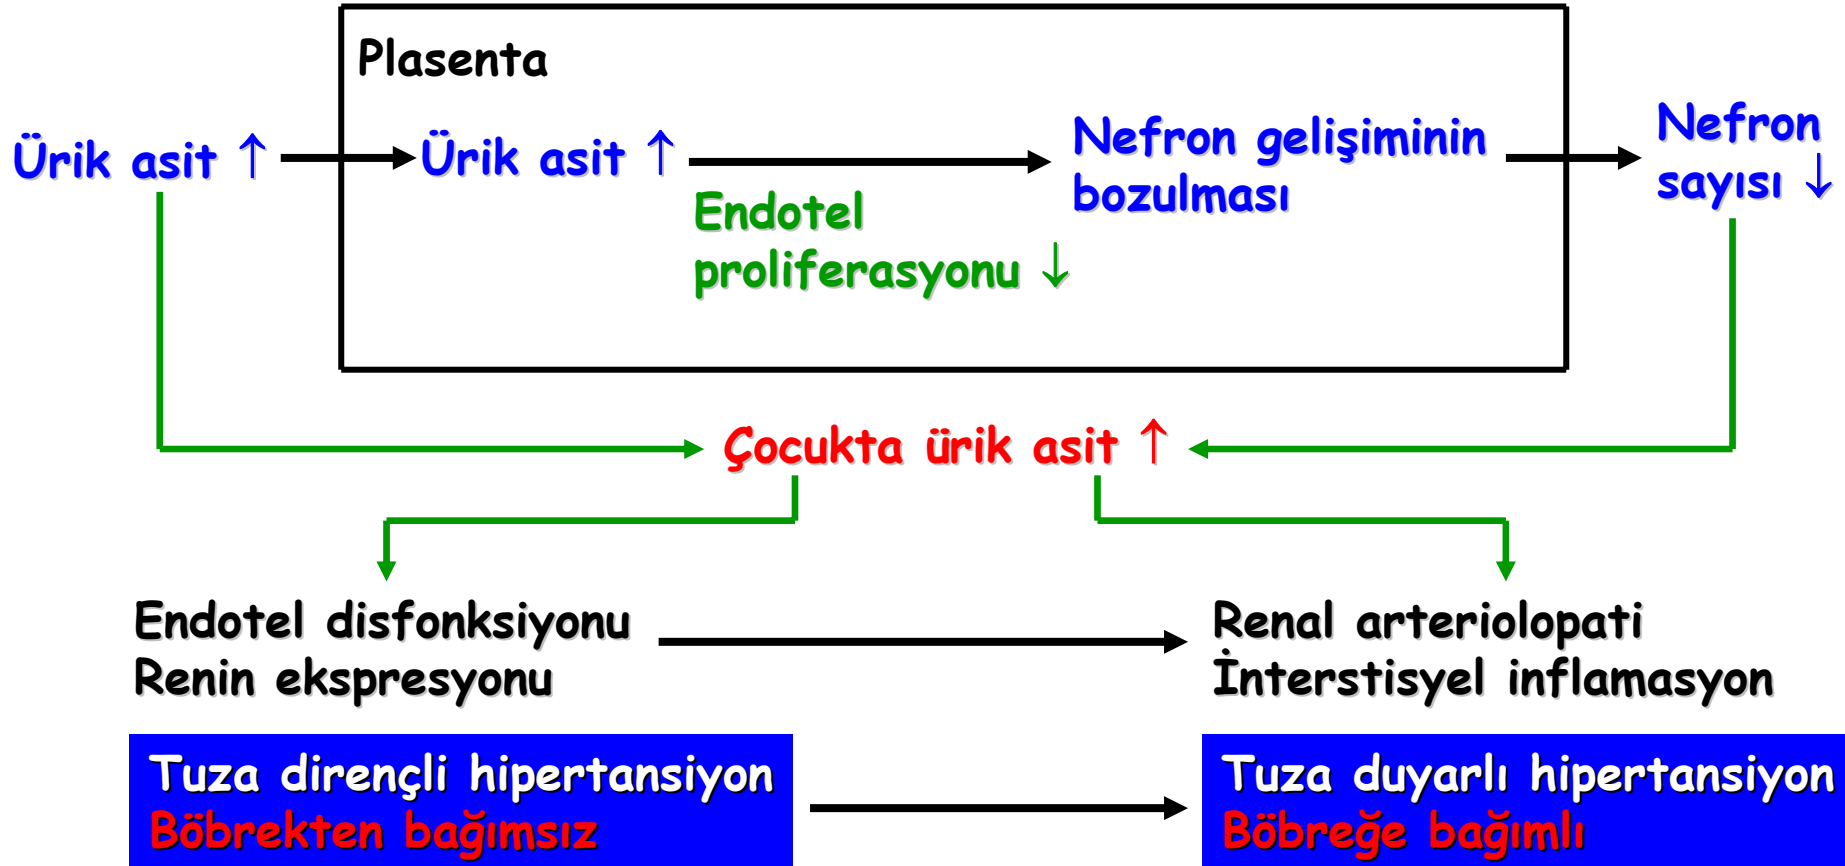 Plasenta
Ürik asit ↑
Ürik asit ↑
Endotel
proliferasyonu ↓
Nefron gelişiminin
bozulması
Nefron
sayısı ↓
Çocukta ürik asit ↑
Endotel disfonksiyonu
Renin ekspresyonu
Renal arteriolopati
İnterstisyel inflamasyon
Tuza dirençli hipertansiyon
Böbrekten bağımsız
Tuza duyarlı hipertansiyon
Böbreğe bağımlı